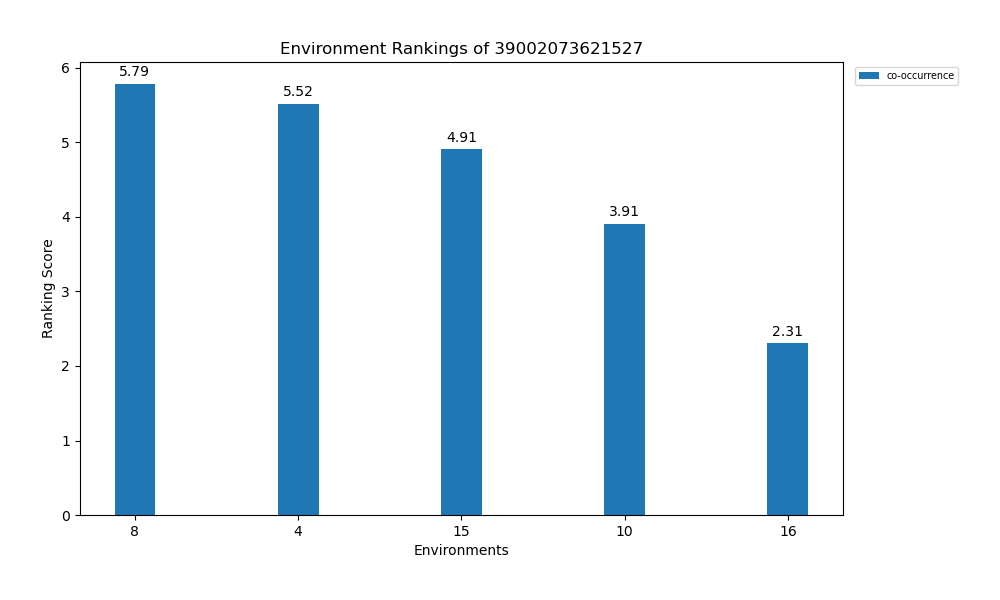 Environment Rankings of 39002073621527
co-occurrence
6
5
4
3
2
1
0
Ranking Score
5.79
5.52
4.91
3.91
2.31
8 4 15 10 16
Environments